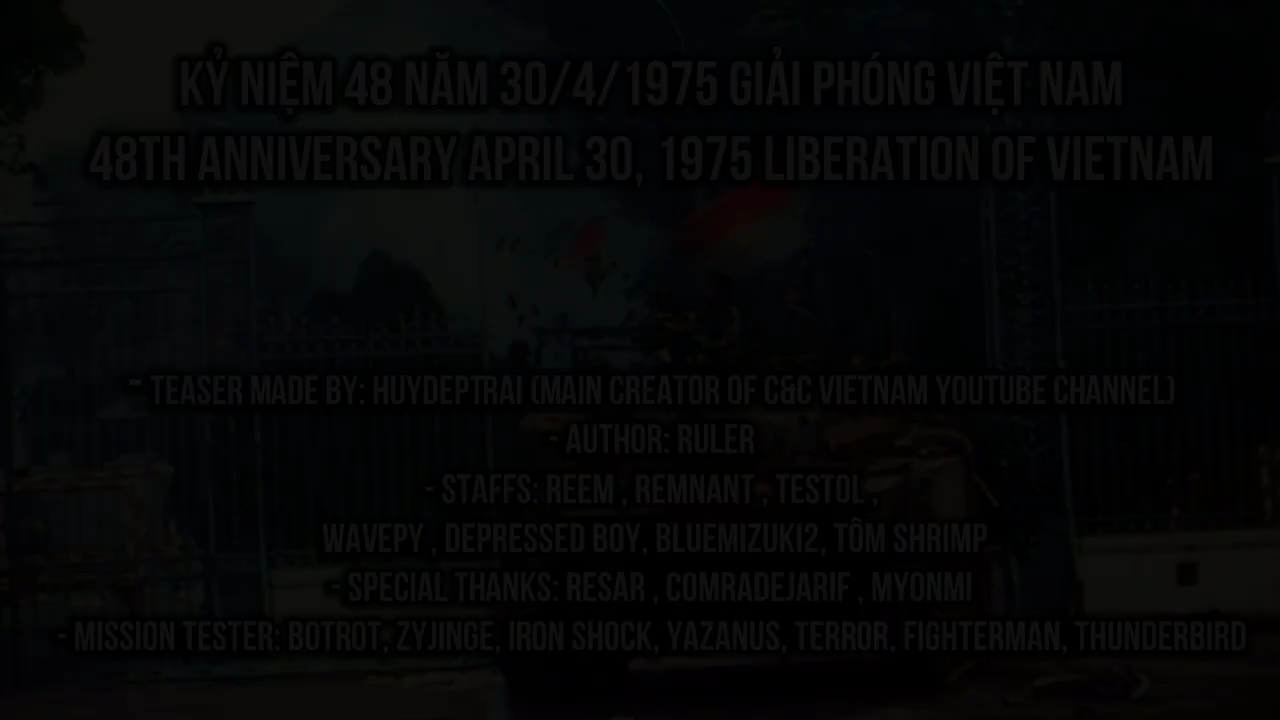 KỶ NIỆM 48 NĂM 30/4/1975 GIẢI PHÓNG VIỆT NAM
48TH ANNIVERSARY APRIL 30, 1975 LIBERATION OF VIETNAM
- TEASER MADE BY: HUYDEPTRAI (MAIN CREATOR OF C&C VIETNAM YOUTUBE CHANNEL)
- AUTHOR: RULER
- STAFFS: REEM , REMNANT , TESTOL ,
WAVEPY , DEPRESSED BOY, BLUEMIZUKI2, TÔM SHRIMP
- SPECIAL THANKS: RESAR , COMRADEJARIF , MYONMI
- MISSION TESTER: BOTROT, ZYJINGE, IRON SHOCK, YAZANUS, TERROR, FIGHTERMAN, THUNDERBIRD